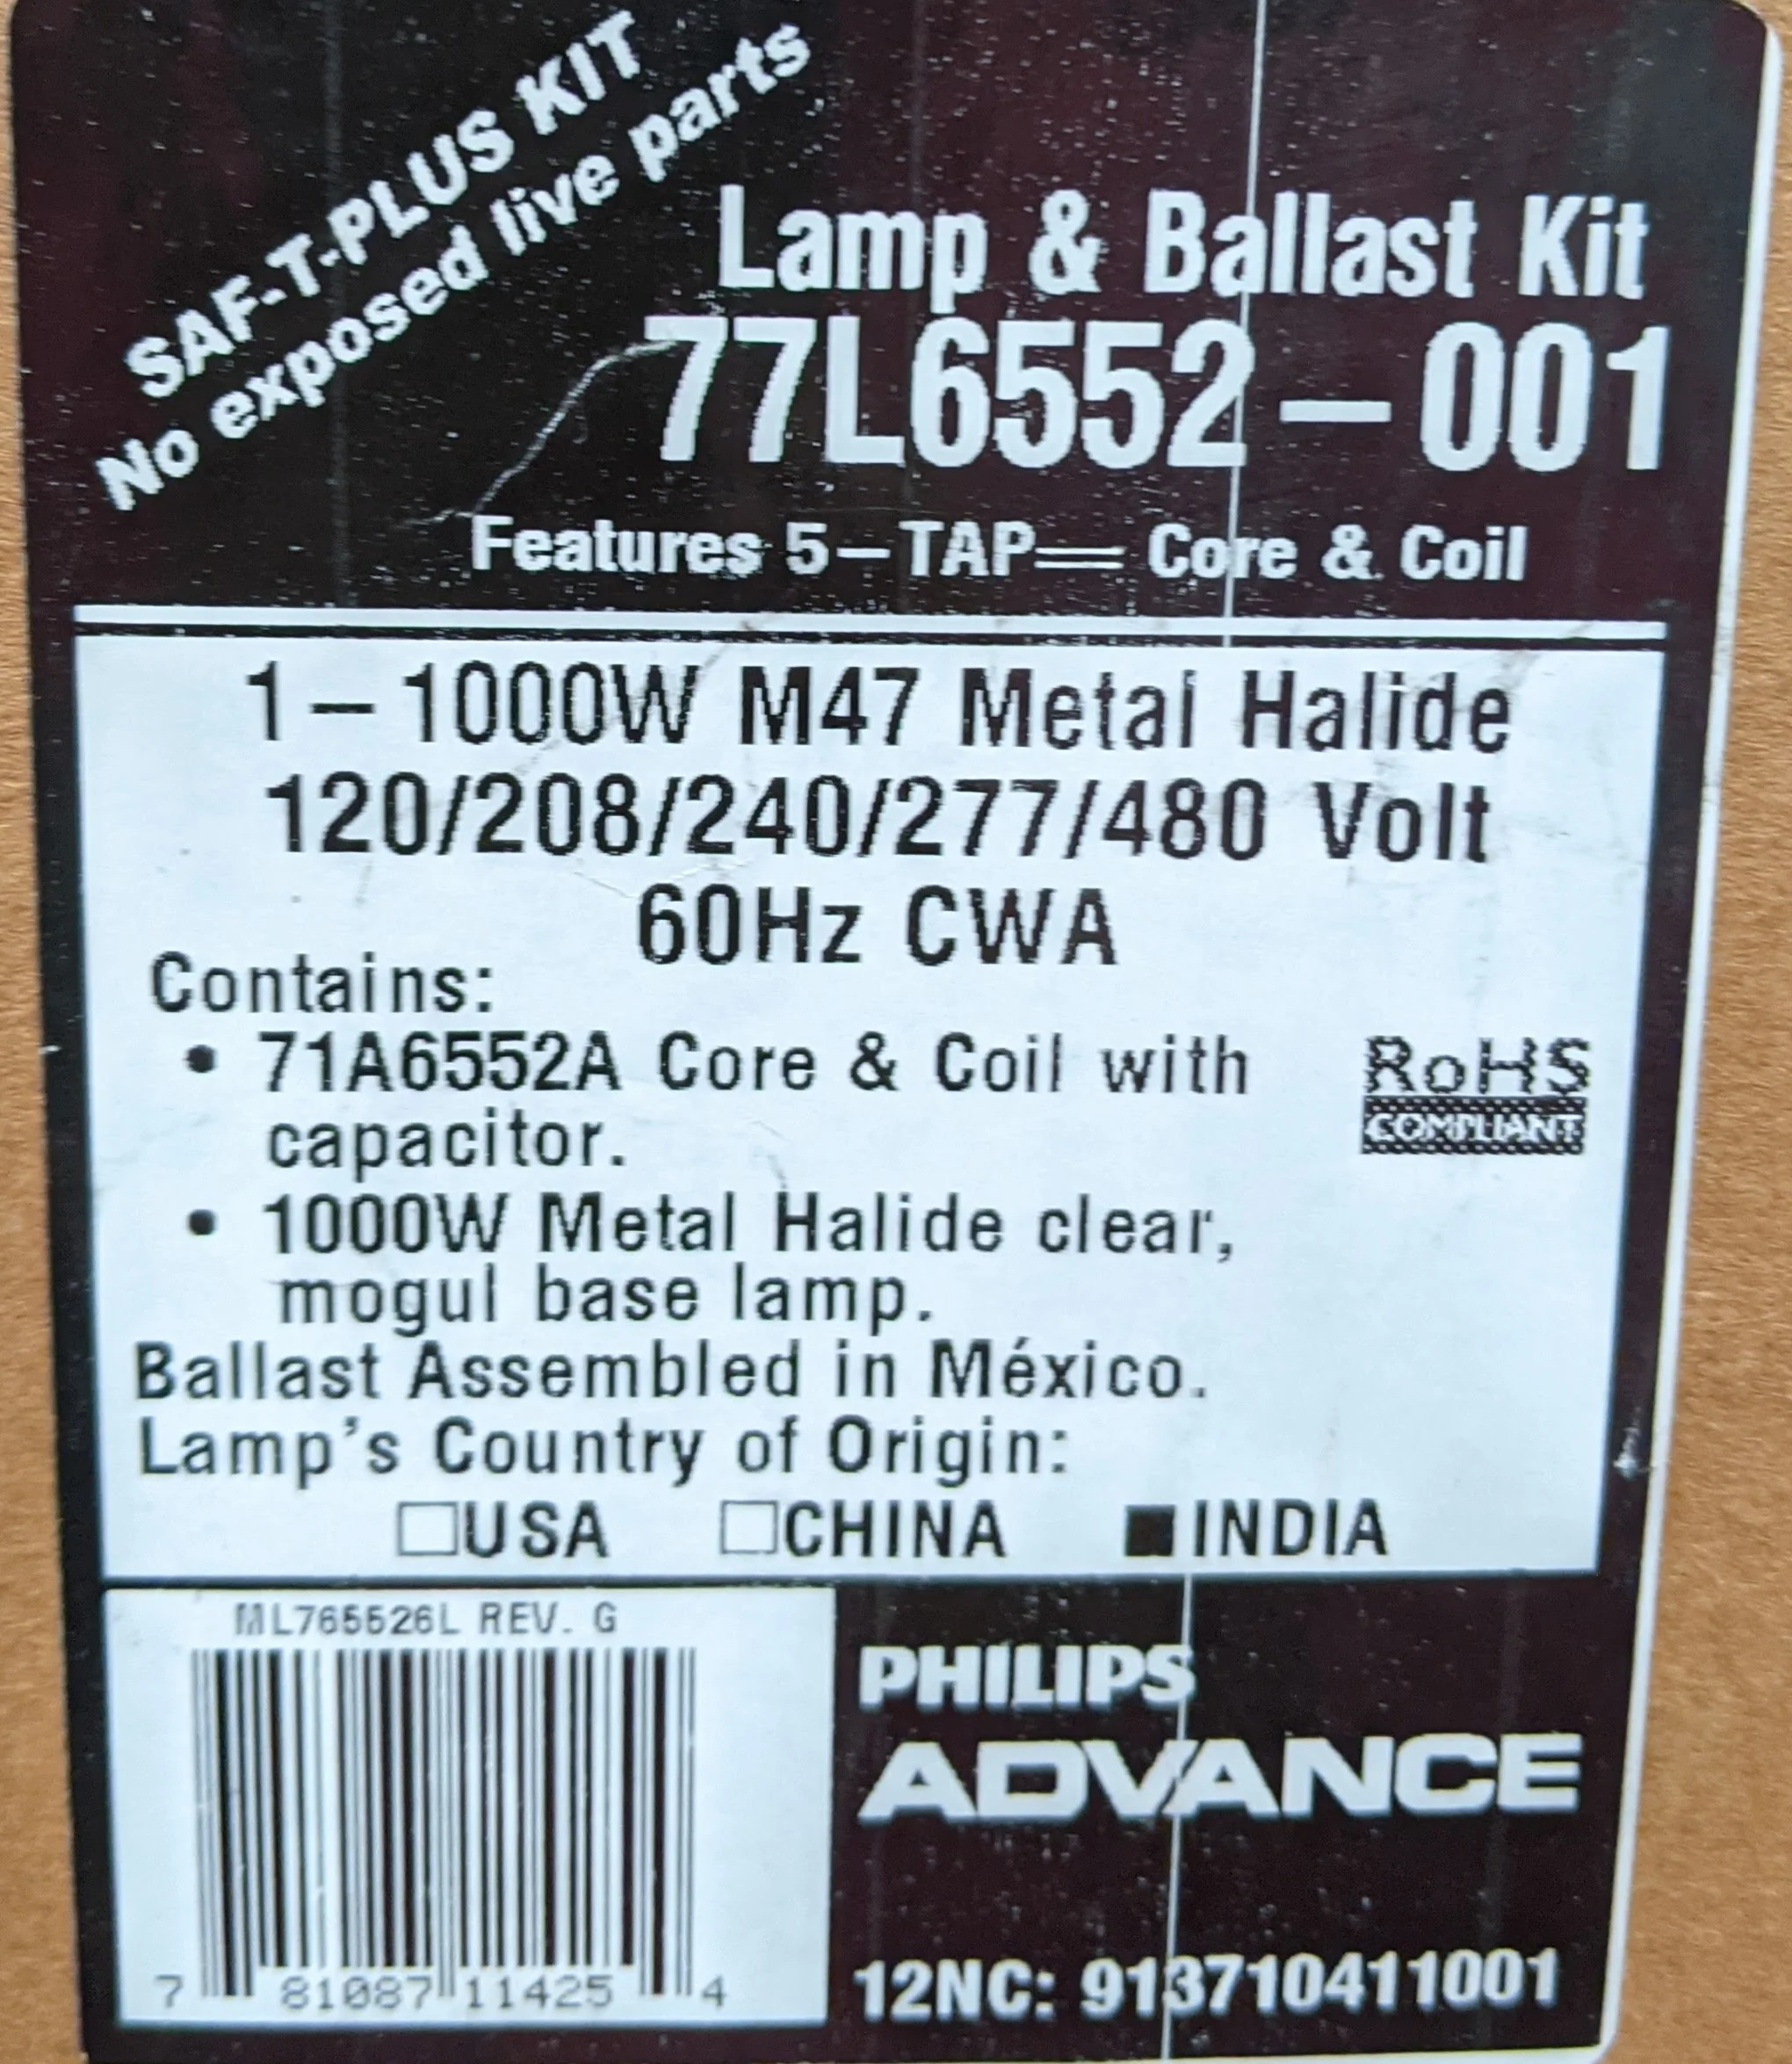 SAF-T-PLUS KIT
No exposed live parts
Lamp & Ballast Kit
77L6552-001
Features 5-TAP= Core & Coil
1-1000W M47 Metal Halide
120/208/240/277/480 Volt
60Hz CWA
Contains:
• 71A6552A Core & Coil with
capacitor.
RoHS
COMPLIANT
• 1000W Metal Halide clear,
mogul base lamp.
Ballast Assembled in México.
Lamp's Country of Origin:
□USA □CHINA ■INDIA
ML765526L REV. G
7 81087 11425 4
PHILIPS
ADVANCE
12NC: 913710411001